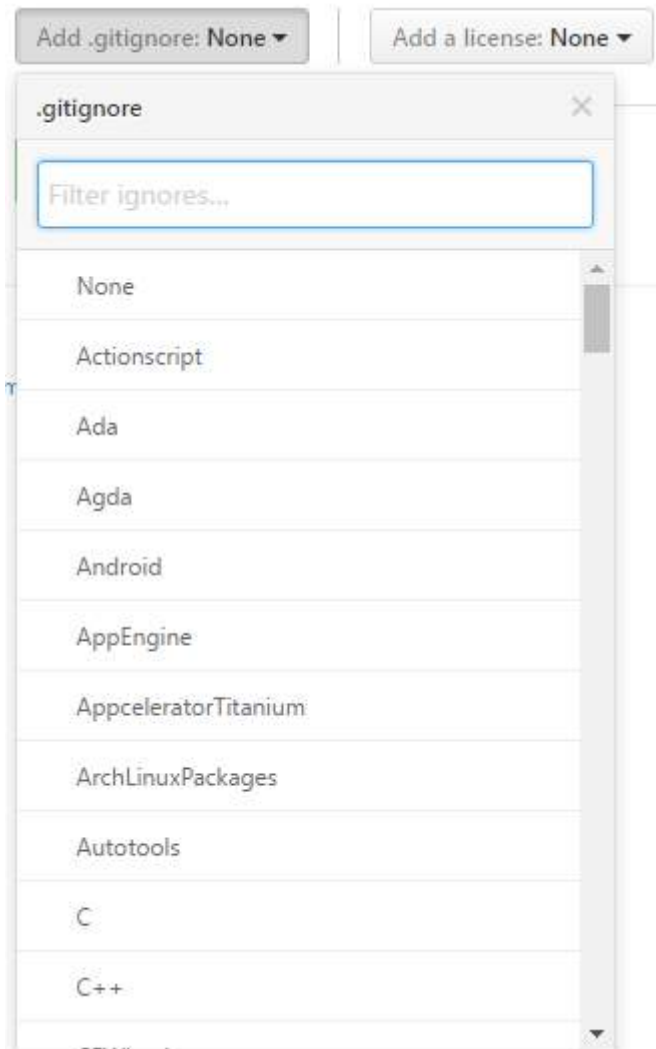 Add .gitignore: None Add a license: None
.gitignore
Filter ignores...
None
Actionscript
Ada
Agda
Android
AppEngine
AppceleratorTitanium
ArchLinuxPackages
Autotools
C
C++